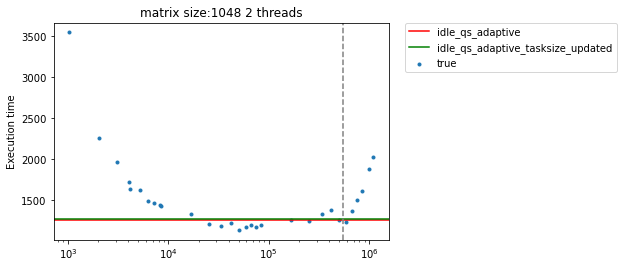 matrix size:1048 2 threads
Execution time
3500
3000
2500
2000
1500
10³
10⁴
10⁵
10⁶
idle_qs_adaptive
idle_qs_adaptive_tasksize_updated
true